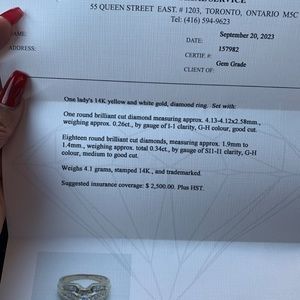 55 QUEEN STREET EAST. # 1203, TORONTO, ONTARIO M5C
Tel: (416) 594-9623
NAME:
DATE: September 20, 2023
ADDRESS:
CERTIF. #: 157982
CLIENT OF: Gem Grade
One lady's 14K yellow and white gold, diamond ring. Set with:
One round brilliant cut diamond measuring approx. 4.13-4.12x2.58mm.,
weighing approx. 0.26ct., by gauge of I-1 clarity, G-H colour, good cut.
Eighteen round brilliant cut diamonds, measuring approx. 1.9mm to
1.4mm., weighing approx. total 0.34ct., by gauge of SI1-I1 clarity, G-H
colour, medium to good cut.
Weighs 4.1 grams, stamped 14K., and trademarked.
Suggested insurance coverage: $ 2,500.00. Plus HST.